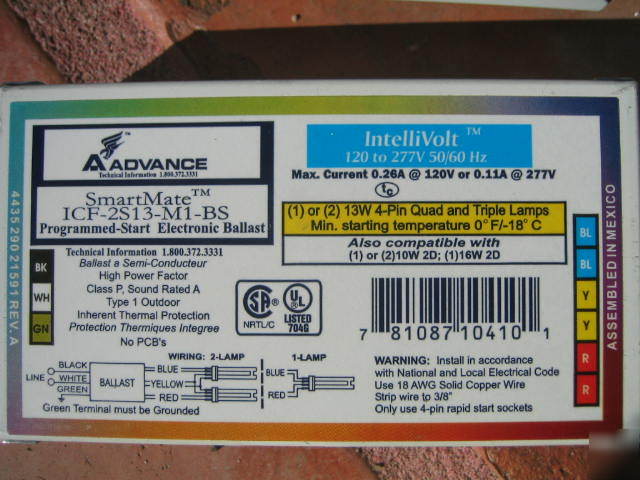 ADVANCE
Technical Information 1.800.372.3331
SmartMate™
ICF-2S13-M1-BS
Programmed-Start Electronic Ballast
IntelliVolt™
120 to 277V 50/60 Hz
Max. Current 0.26A @ 120V or 0.11A @ 277V
(1) or (2) 13W 4-Pin Quad and Triple Lamps
Min. starting temperature 0° F/-18° C
Also compatible with
(1) or (2)10W 2D; (1)16W 2D
4435 290 21591 REV. A
BK
WH
GN
Technical Information 1.800.372.3331
Ballast a Semi-Conducteur
High Power Factor
Class P, Sound Rated A
Type 1 Outdoor
Inherent Thermal Protection
Protection Thermiques Integree
No PCB's
SA
NRTL/C
UL
LISTED
704G
7 81087 10410 1
BL
BL
Y
Y
R
R
ASSEMBLED IN MEXICO
WIRING: 2-LAMP
1-LAMP
LINE
BLACK
WHITE
GREEN
BALLAST
BLUE
YELLOW
RED
BLUE
RED
Green Terminal must be Grounded
WARNING: Install in accordance
with National and Local Electrical Code
Use 18 AWG Solid Copper Wire
Strip wire to 3/8"
Only use 4-pin rapid start sockets